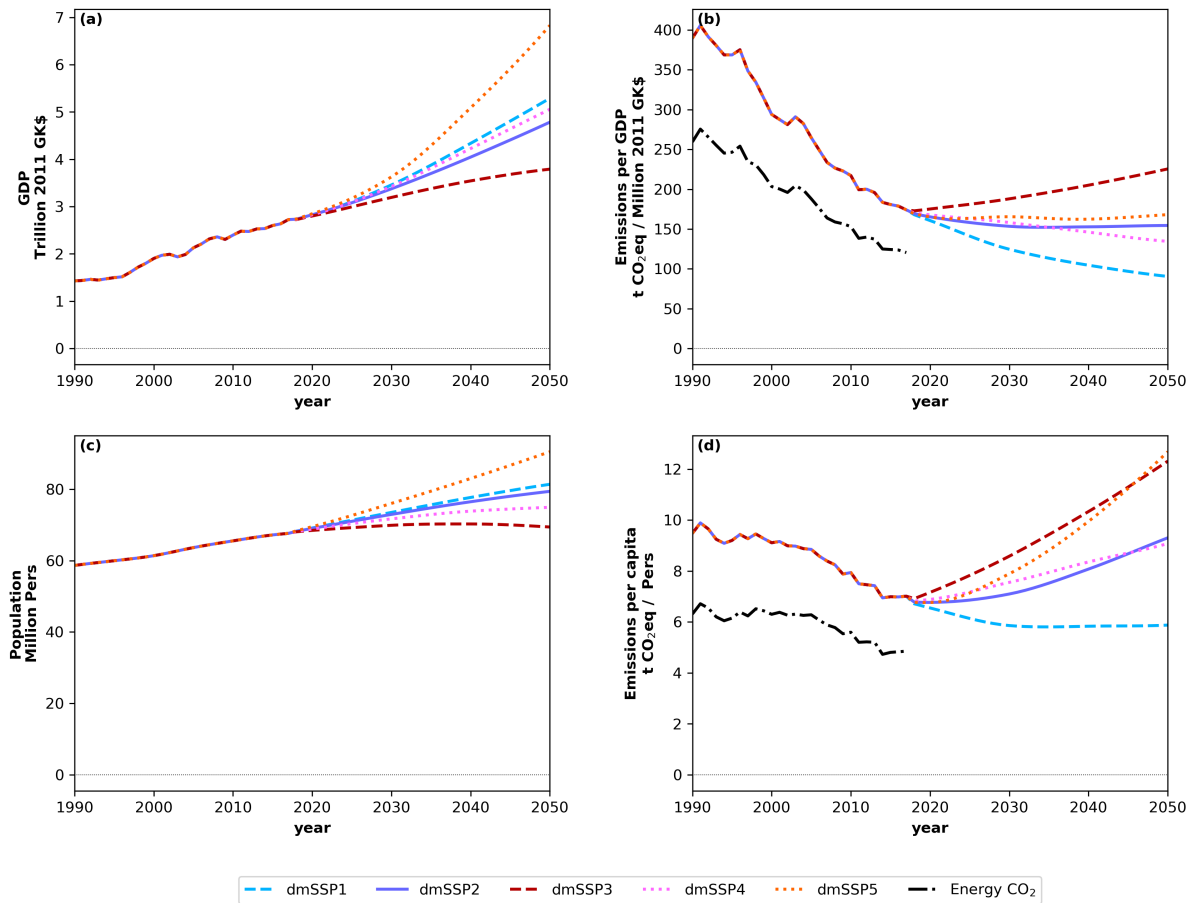 (a)
7
6
5
4
3
2
1
0
GDP
Trillion 2011 GK$
1990 2000 2010 2020 2030 2040 2050
year
(b)
400
350
300
250
200
150
100
50
0
Emissions per GDP
t CO₂eq / Million 2011 GK$
1990 2000 2010 2020 2030 2040 2050
year
(c)
80
60
40
20
0
Population
Million Pers
1990 2000 2010 2020 2030 2040 2050
year
(d)
12
10
8
6
4
2
0
Emissions per capita
t CO₂eq / Pers
1990 2000 2010 2020 2030 2040 2050
year
dmSSP1 dmSSP2 dmSSP3 dmSSP4 dmSSP5 Energy CO₂